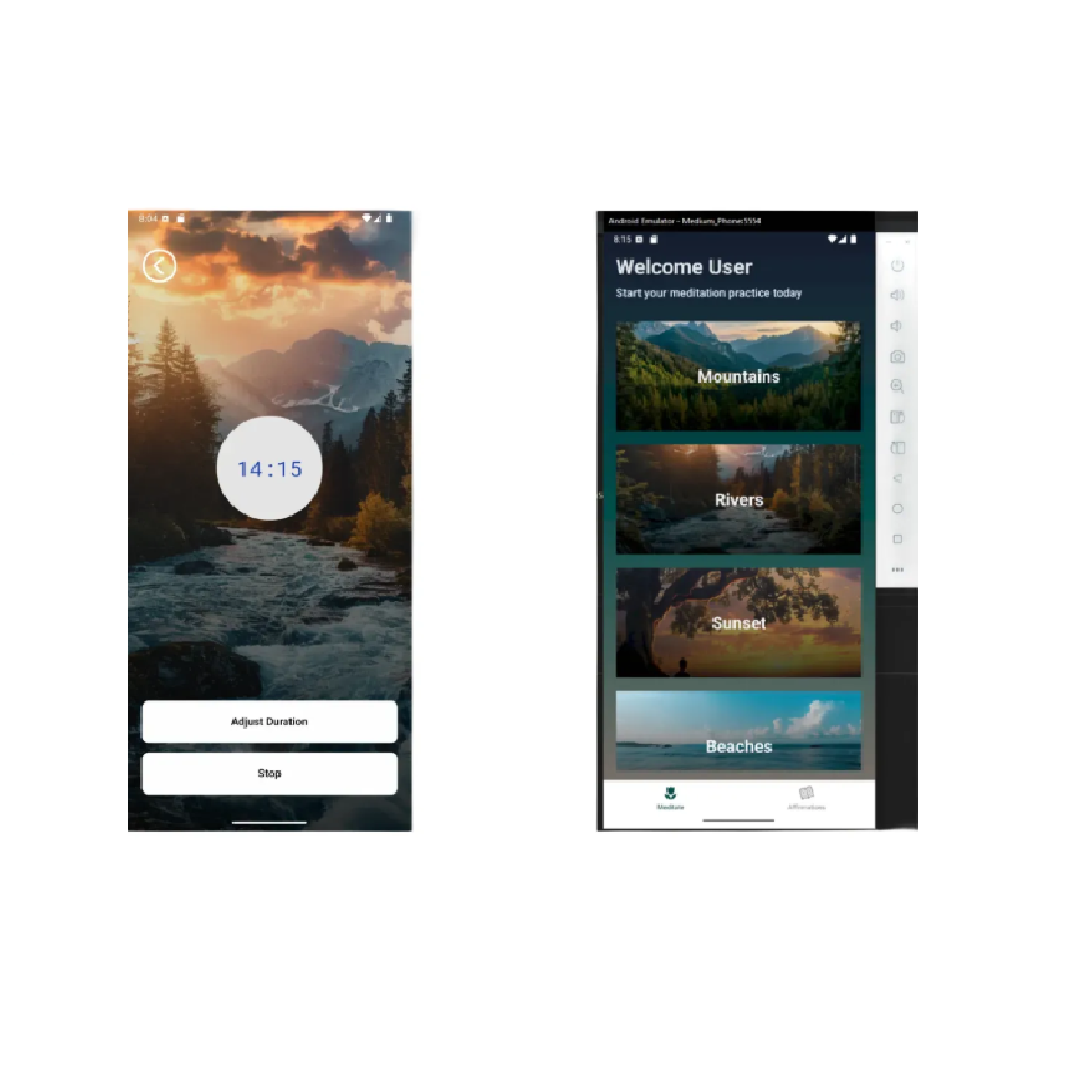 8:04
14:15
Adjust Duration
Stop
Android Emulator - Medium_Phone:5554
8:15
Welcome User
Start your meditation practice today
Mountains
Rivers
Sunset
Beaches
Meditate
Affirmations